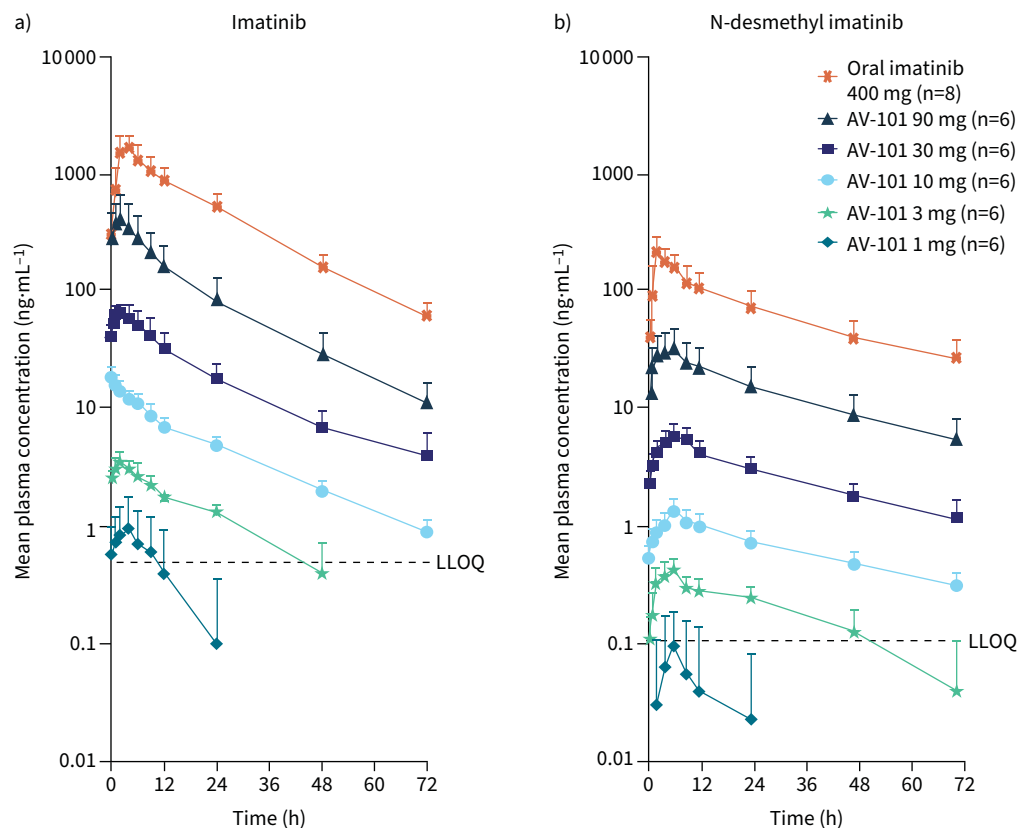 a)
Imatinib
Mean plasma concentration (ng·mL⁻¹)
10 000
1000
100
10
1
0.1
0.01
LLOQ
0 12 24 36 48 60 72
Time (h)
b)
N-desmethyl imatinib
Mean plasma concentration (ng·mL⁻¹)
10 000
1000
100
10
1
0.1
0.01
Oral imatinib
400 mg (n=8)
AV-101 90 mg (n=6)
AV-101 30 mg (n=6)
AV-101 10 mg (n=6)
AV-101 3 mg (n=6)
AV-101 1 mg (n=6)
LLOQ
0 12 24 36 48 60 72
Time (h)